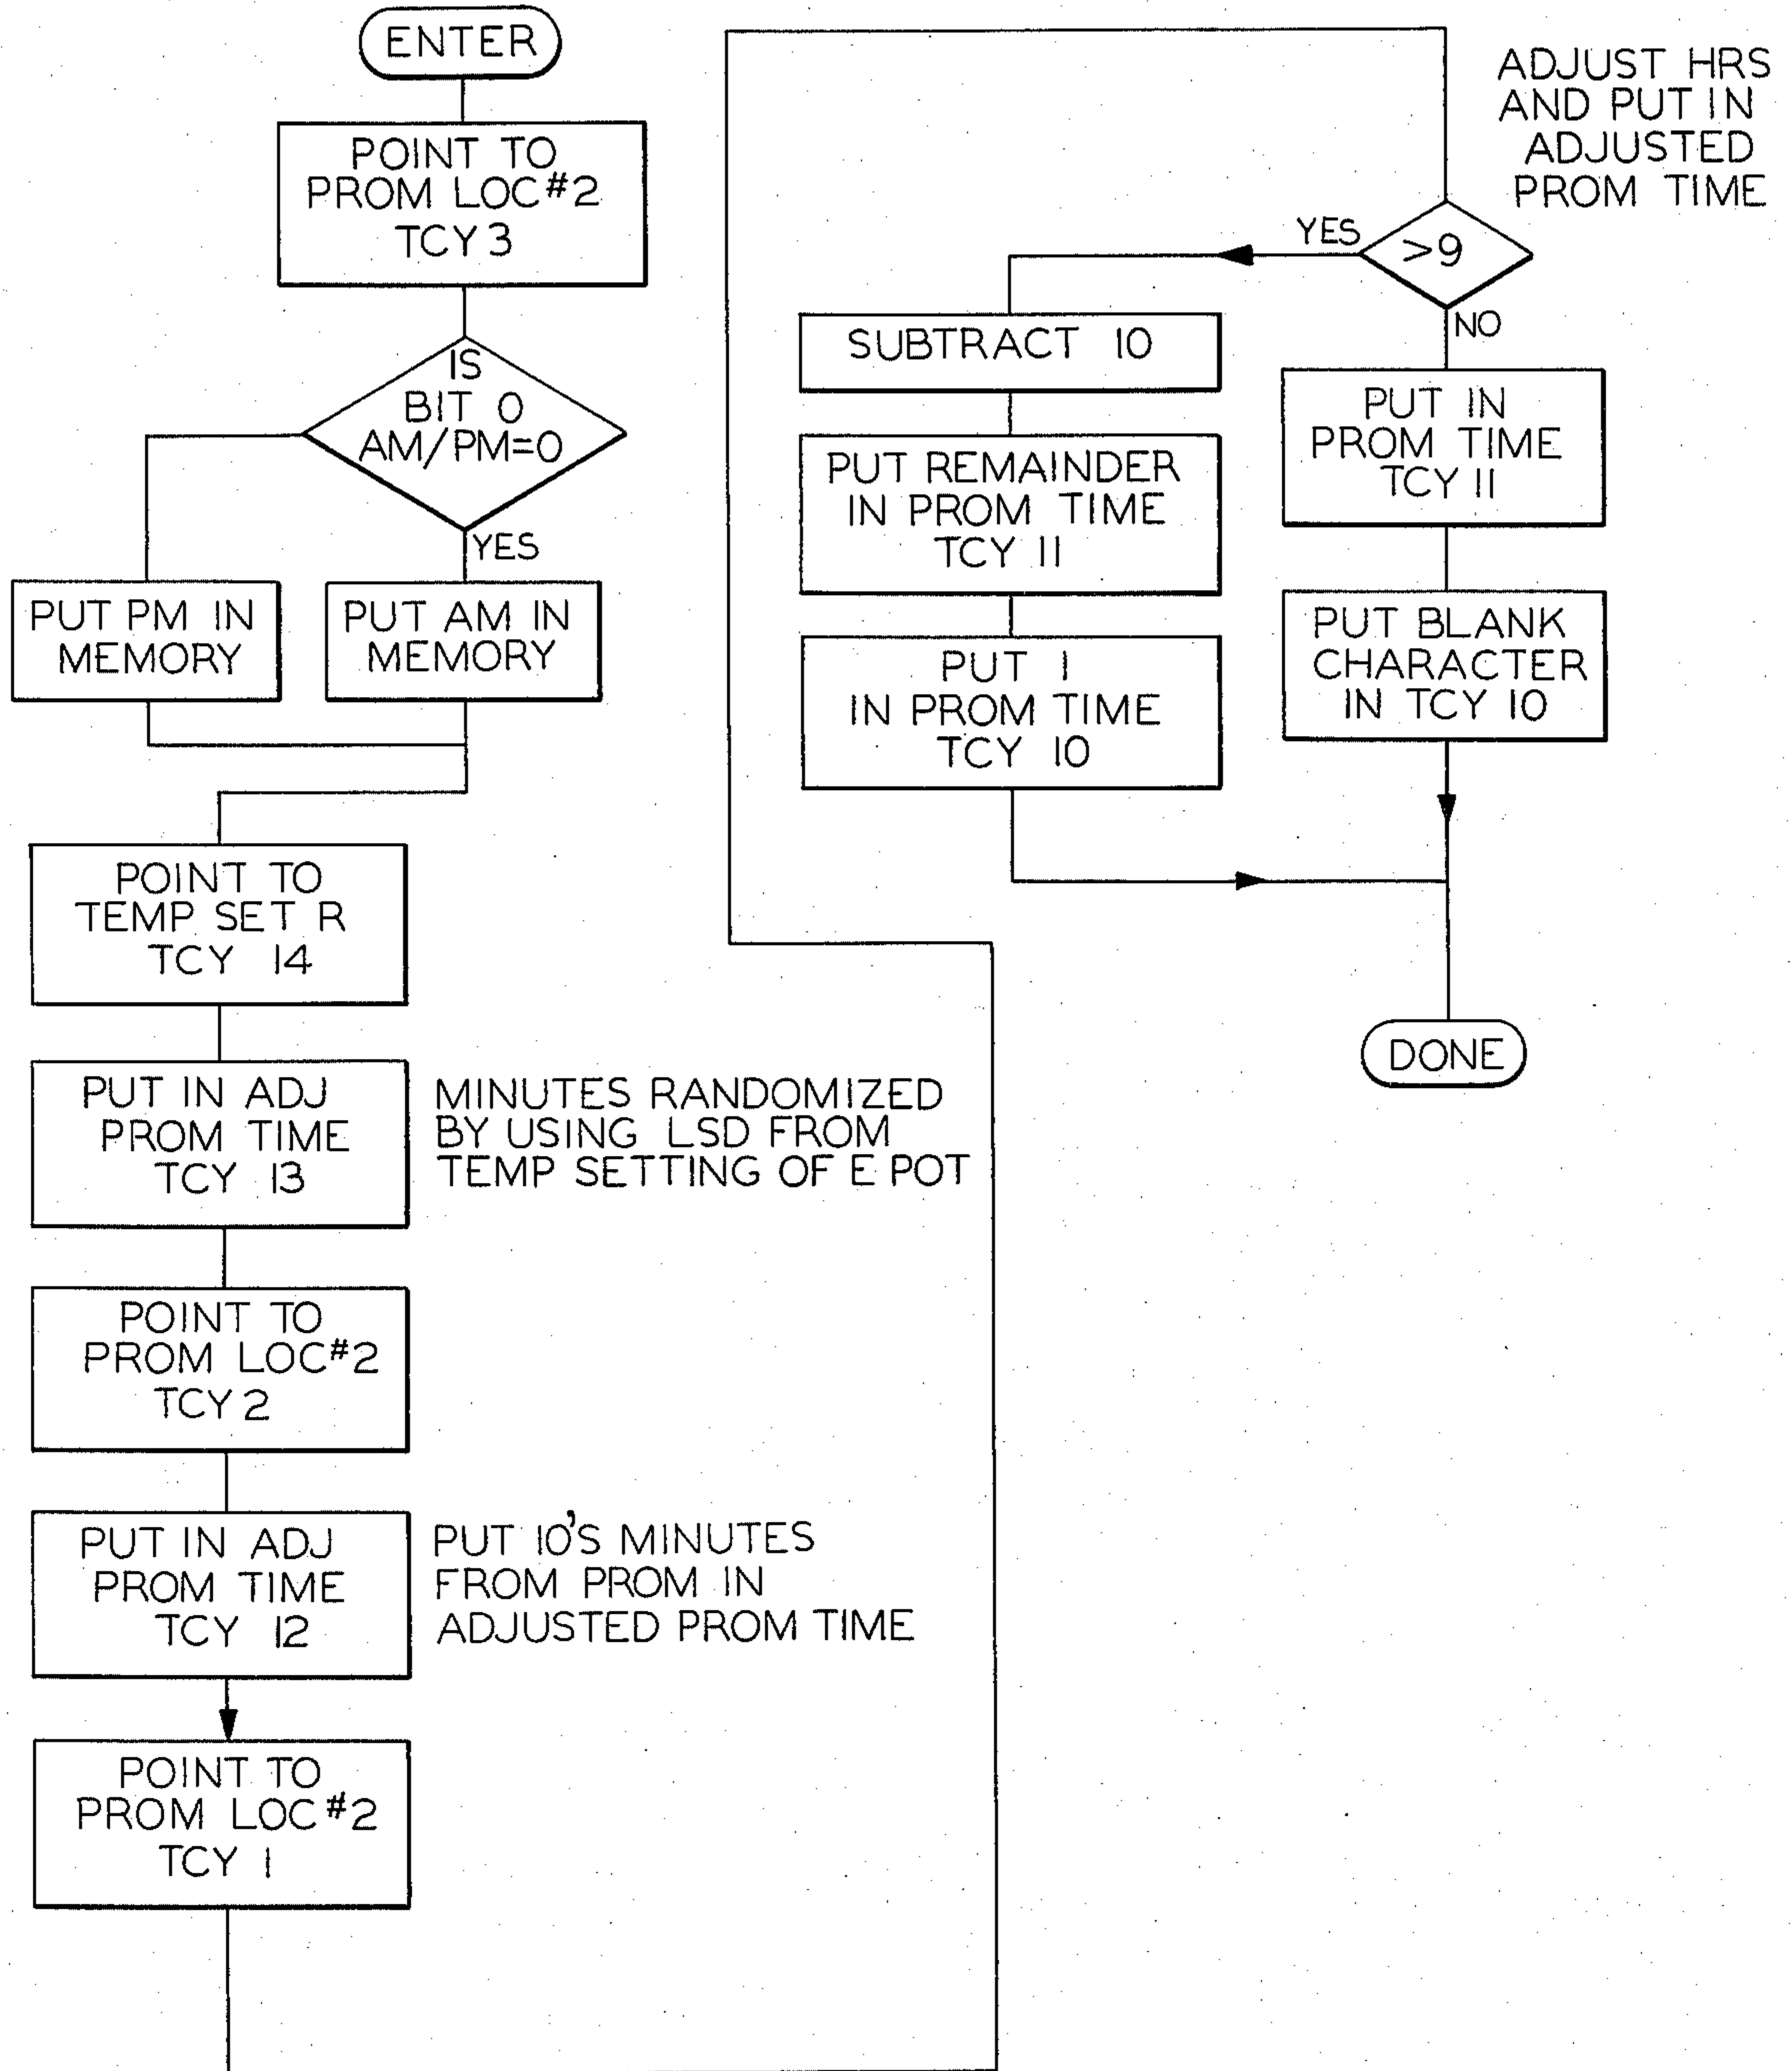 ENTER
POINT TO
PROM LOC#2
TCY 3
IS
BIT 0
AM/PM=0
YES
PUT PM IN
MEMORY
PUT AM IN
MEMORY
POINT TO
TEMP SET R
TCY 14
PUT IN ADJ
PROM TIME
TCY 13
MINUTES RANDOMIZED
BY USING LSD FROM
TEMP SETTING OF E POT
POINT TO
PROM LOC#2
TCY 2
PUT IN ADJ
PROM TIME
TCY 12
PUT 10'S MINUTES
FROM PROM IN
ADJUSTED PROM TIME
POINT TO
PROM LOC#2
TCY 1
ADJUST HRS
AND PUT IN
ADJUSTED
PROM TIME
>9
YES
NO
SUBTRACT 10
PUT REMAINDER
IN PROM TIME
TCY 11
PUT 1
IN PROM TIME
TCY 10
PUT IN
PROM TIME
TCY 11
PUT BLANK
CHARACTER
IN TCY 10
DONE